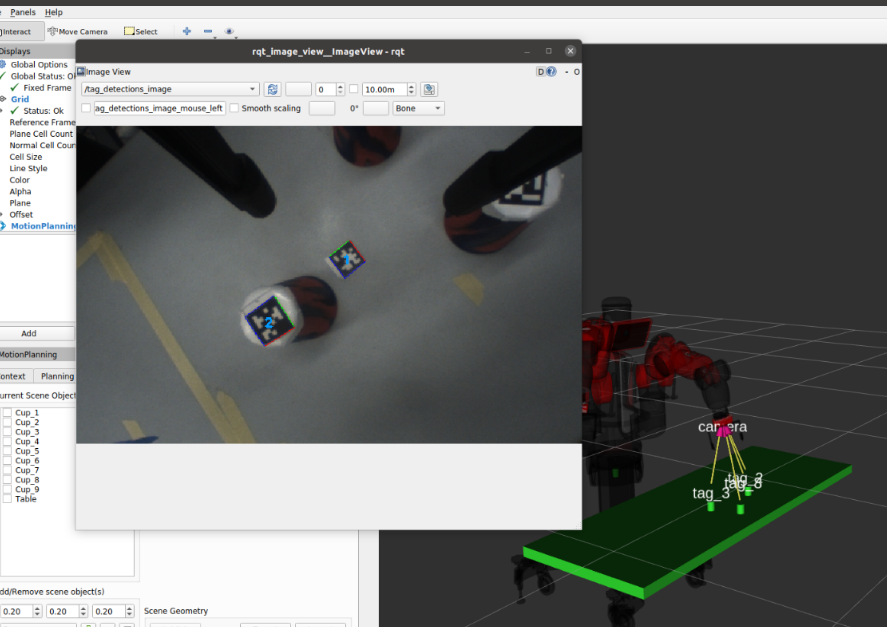 Panels Help
Interact Move Camera Select
Displays
Global Options
Global Status: Ok
Fixed Frame
Grid
Status: Ok
Reference Frame
Plane Cell Count
Normal Cell Coun
Cell Size
Line Style
Color
Alpha
Plane
Offset
MotionPlanning
Add
MotionPlanning
ontext Planning
urrent Scene Object
Cup_1
Cup_2
Cup_3
Cup_4
Cup_5
Cup_6
Cup_7
Cup_8
Cup_9
Table
dd/Remove scene object(s)
0.20 0.20 0.20
Scene Geometry
rqt_image_view__ImageView - rqt
Image View
D - O
/tag_detections_image 0 10.00m
ag_detections_image_mouse_left Smooth scaling 0° Bone
2
camera
tag_2
tag_3